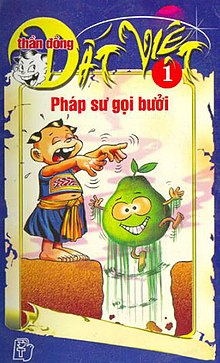 thần đồng
ĐẤT VIỆT
1
Pháp sư gọi bưởi